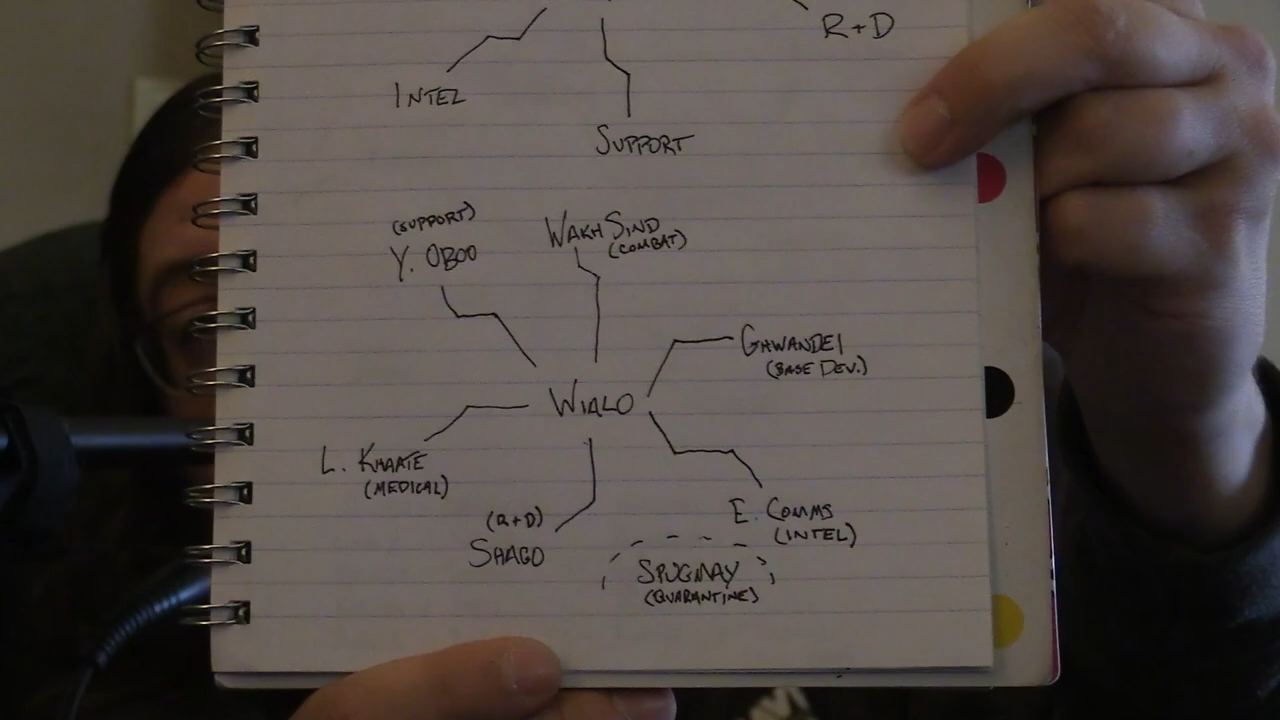 R+D
INTEL
SUPPORT
(SUPPORT)
Y. OBOO
WAKH SIND
(COMBAT)
GHWANDEI
(BASE DEV.)
WIALO
L. KHAATE
(MEDICAL)
(R+D)
SHAGO
E. COMMS
(INTEL)
SPUGMAY
(QUARANTINE)